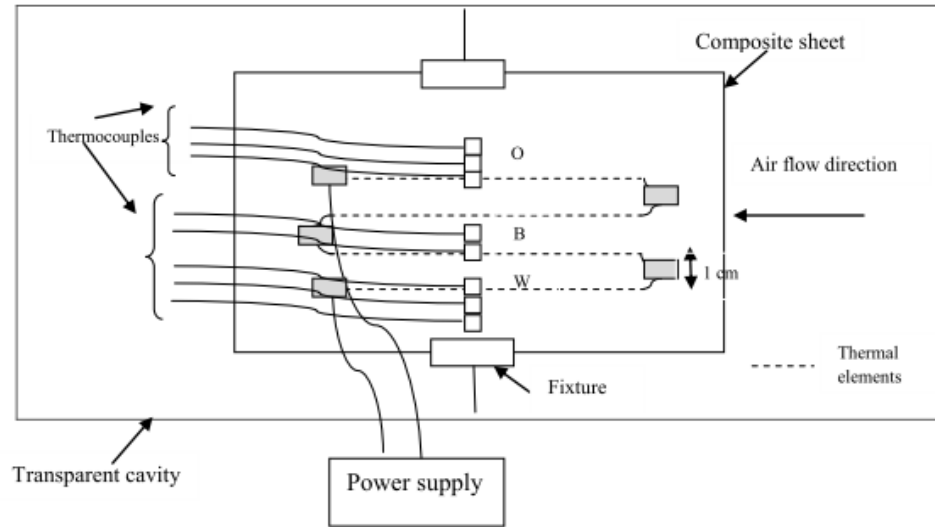 Composite sheet
Thermocouples
O
Air flow direction
B
W
1 cm
Thermal
elements
Fixture
Transparent cavity
Power supply